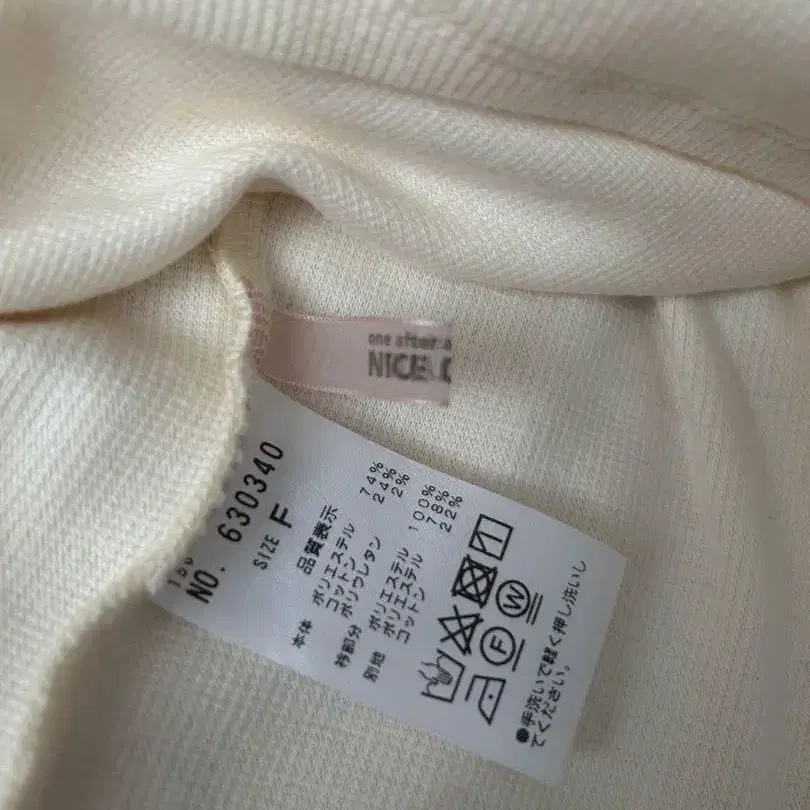 one after a
NICE C
NO. 630340
SIZE F
品質表示
本体 ポリエステル 74%
コットン 24%
ポリウレタン 2%
衿部分 ポリエステル 100%
別地 ポリエステル 78%
コットン 22%
W
F
●手洗いで軽く押し洗いし
てください。